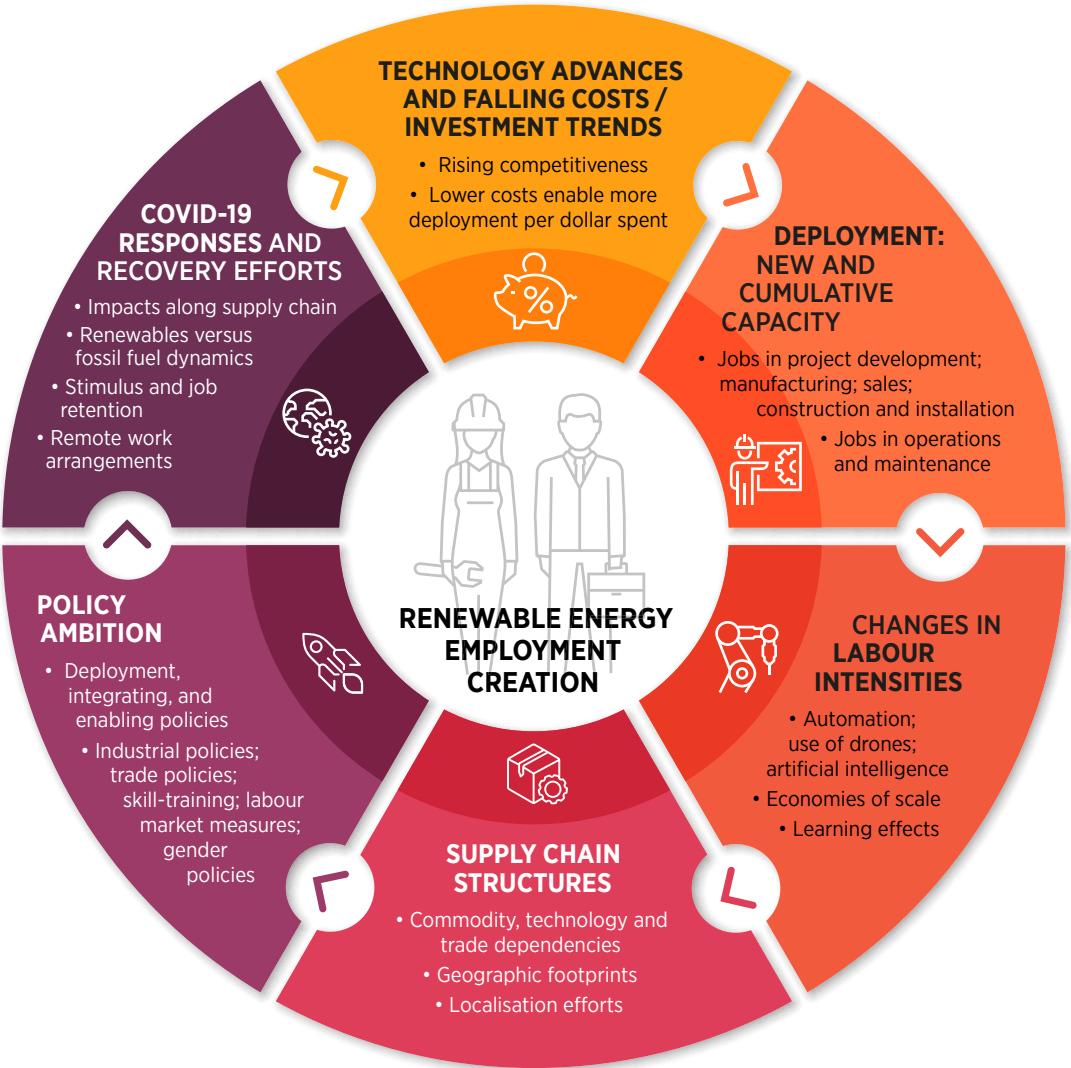 TECHNOLOGY ADVANCES
AND FALLING COSTS /
INVESTMENT TRENDS
• Rising competitiveness
• Lower costs enable more
deployment per dollar spent
DEPLOYMENT:
NEW AND
CUMULATIVE
CAPACITY
• Jobs in project development;
manufacturing; sales;
construction and installation
• Jobs in operations
and maintenance
CHANGES IN
LABOUR
INTENSITIES
• Automation;
use of drones;
artificial intelligence
• Economies of scale
• Learning effects
SUPPLY CHAIN
STRUCTURES
• Commodity, technology and
trade dependencies
• Geographic footprints
• Localisation efforts
POLICY
AMBITION
• Deployment,
integrating, and
enabling policies
• Industrial policies;
trade policies;
skill-training; labour
market measures;
gender
policies
COVID-19
RESPONSES AND
RECOVERY EFFORTS
• Impacts along supply chain
• Renewables versus
fossil fuel dynamics
• Stimulus and job
retention
• Remote work
arrangements
%
RENEWABLE ENERGY
EMPLOYMENT
CREATION